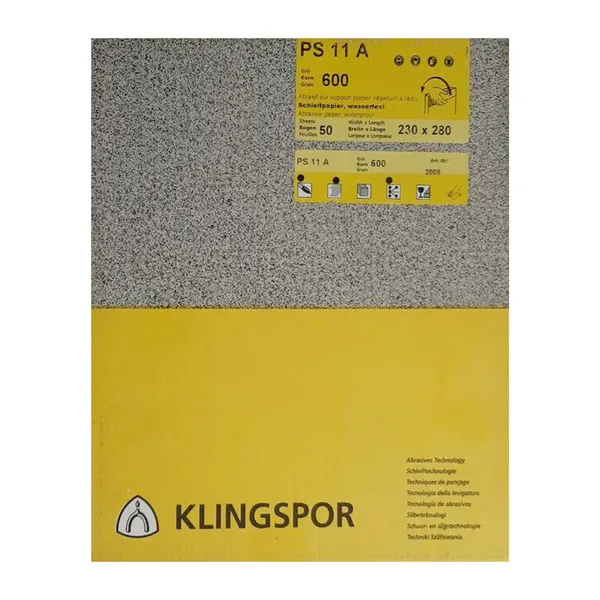 PS 11 A
Grit
Korn 600
Grain
Abrasif sur support papier, résistant à l'eau
Schleifpapier, wasserfest
Abrasive paper, waterproof
Sheets Width x Length
Bogen 50 Breite x Länge 230 x 280
Feuilles Largeur x Longueur
PS 11 A
Grit
Korn 600
Grain
Art.-Nr.:
2009
Abrasives Technology
Schleiftechnologie
Techniques de ponçage
Tecnologia della levigatura
Tecnología de abrasivos
Slibeteknologi
Schuur- en slijptechnologie
Techniki Szlifowania
KLINGSPOR